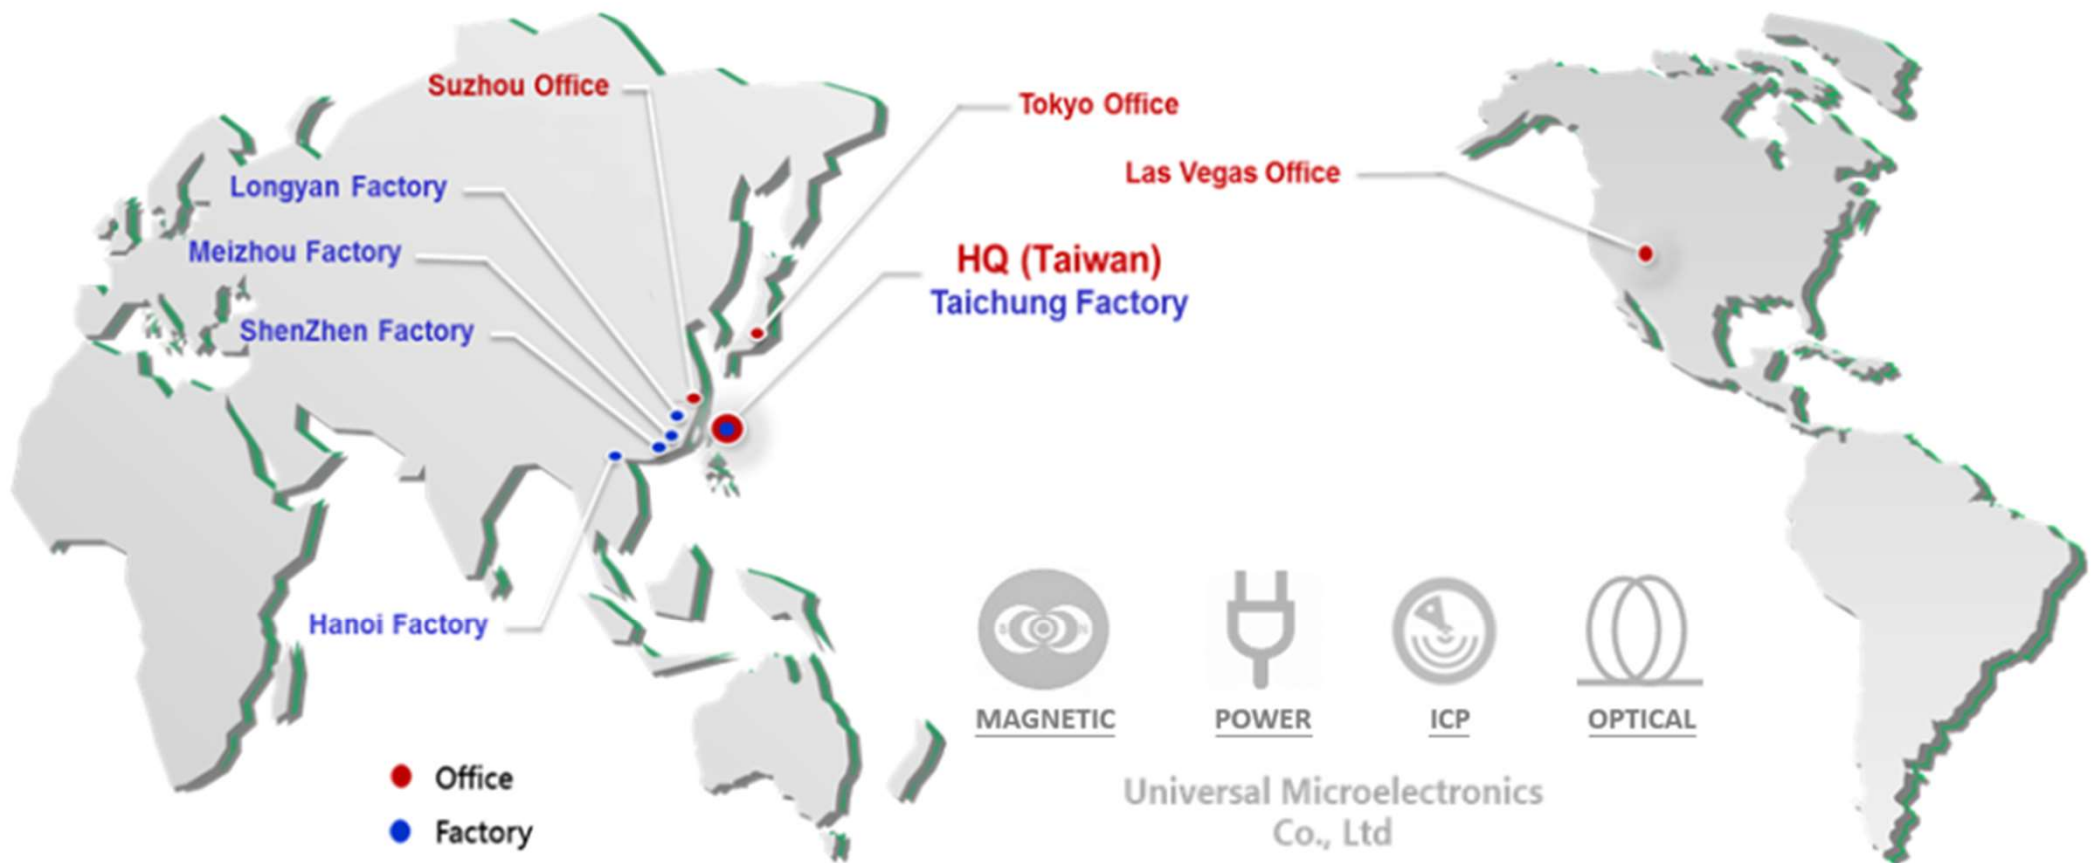 Suzhou Office
Tokyo Office
Las Vegas Office
Longyan Factory
Meizhou Factory
HQ (Taiwan)
Taichung Factory
ShenZhen Factory
Hanoi Factory
S N
MAGNETIC
POWER
ICP
OPTICAL
Office
Factory
Universal Microelectronics
Co., Ltd